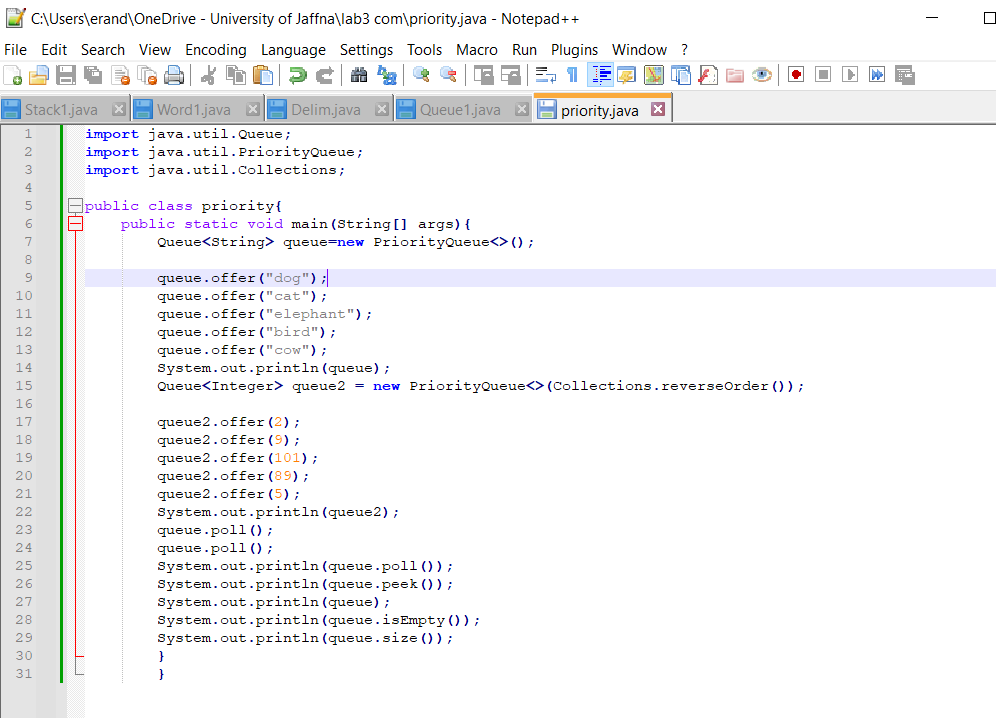 C:\Users\erand\OneDrive - University of Jaffna\lab3 com\priority.java - Notepad++
File Edit Search View Encoding Language Settings Tools Macro Run Plugins Window ?
Stack1.java Word1.java Delim.java Queue1.java priority.java
1 import java.util.Queue;
2 import java.util.PriorityQueue;
3 import java.util.Collections;
4
5 public class priority{
6 public static void main(String[] args){
7 Queue<String> queue=new PriorityQueue<>();
8
9 queue.offer("dog");
10 queue.offer("cat");
11 queue.offer("elephant");
12 queue.offer("bird");
13 queue.offer("cow");
14 System.out.println(queue);
15 Queue<Integer> queue2 = new PriorityQueue<>(Collections.reverseOrder());
16
17 queue2.offer(2);
18 queue2.offer(9);
19 queue2.offer(101);
20 queue2.offer(89);
21 queue2.offer(5);
22 System.out.println(queue2);
23 queue.poll();
24 queue.poll();
25 System.out.println(queue.poll());
26 System.out.println(queue.peek());
27 System.out.println(queue);
28 System.out.println(queue.isEmpty());
29 System.out.println(queue.size());
30 }
31 }